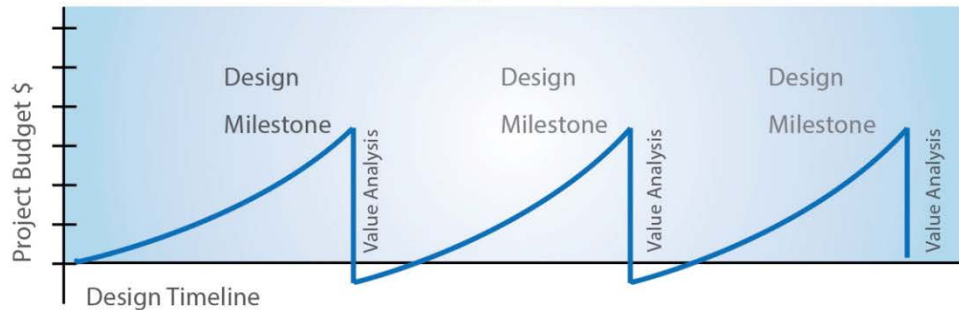 Project Budget $
Design
Milestone
Value Analysis
Design
Milestone
Value Analysis
Design
Milestone
Value Analysis
Design Timeline